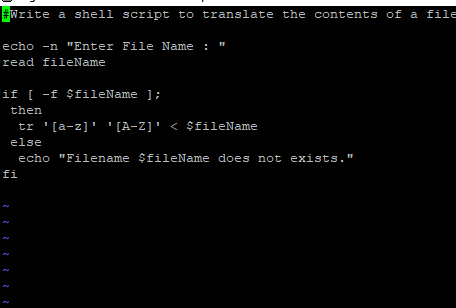 #Write a shell script to translate the contents of a file
echo -n "Enter File Name : "
read fileName
if [ -f $fileName ];
then
tr '[a-z]' '[A-Z]' < $fileName
else
echo "Filename $fileName does not exists."
fi
~
~
~
~
~
~
~